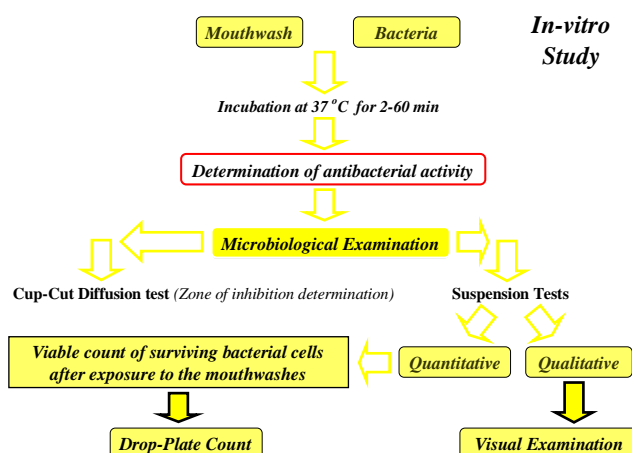 Mouthwash
Bacteria
In-vitro
Study
Incubation at 37 °C for 2-60 min
Determination of antibacterial activity
Microbiological Examination
Cup-Cut Diffusion test (Zone of inhibition determination)
Suspension Tests
Viable count of surviving bacterial cells
after exposure to the mouthwashes
Quantitative
Qualitative
Drop-Plate Count
Visual Examination